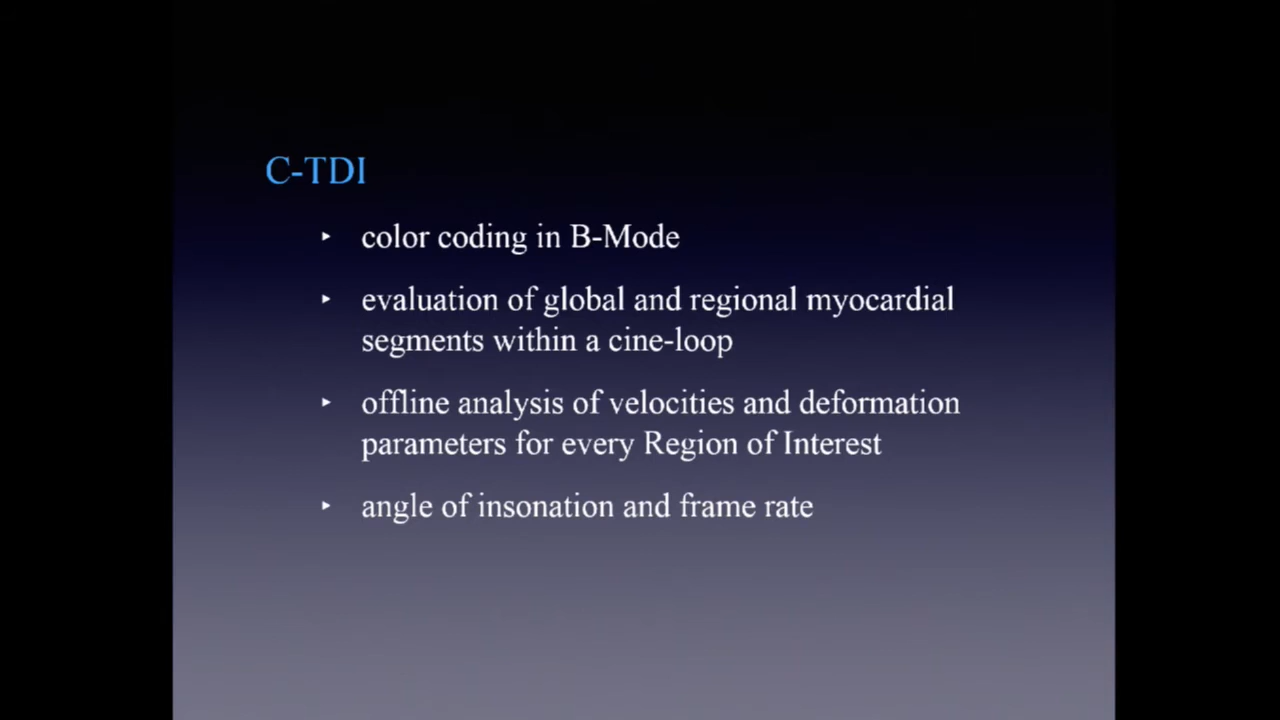 C-TDI
‣ color coding in B-Mode
‣ evaluation of global and regional myocardial
segments within a cine-loop
‣ offline analysis of velocities and deformation
parameters for every Region of Interest
‣ angle of insonation and frame rate